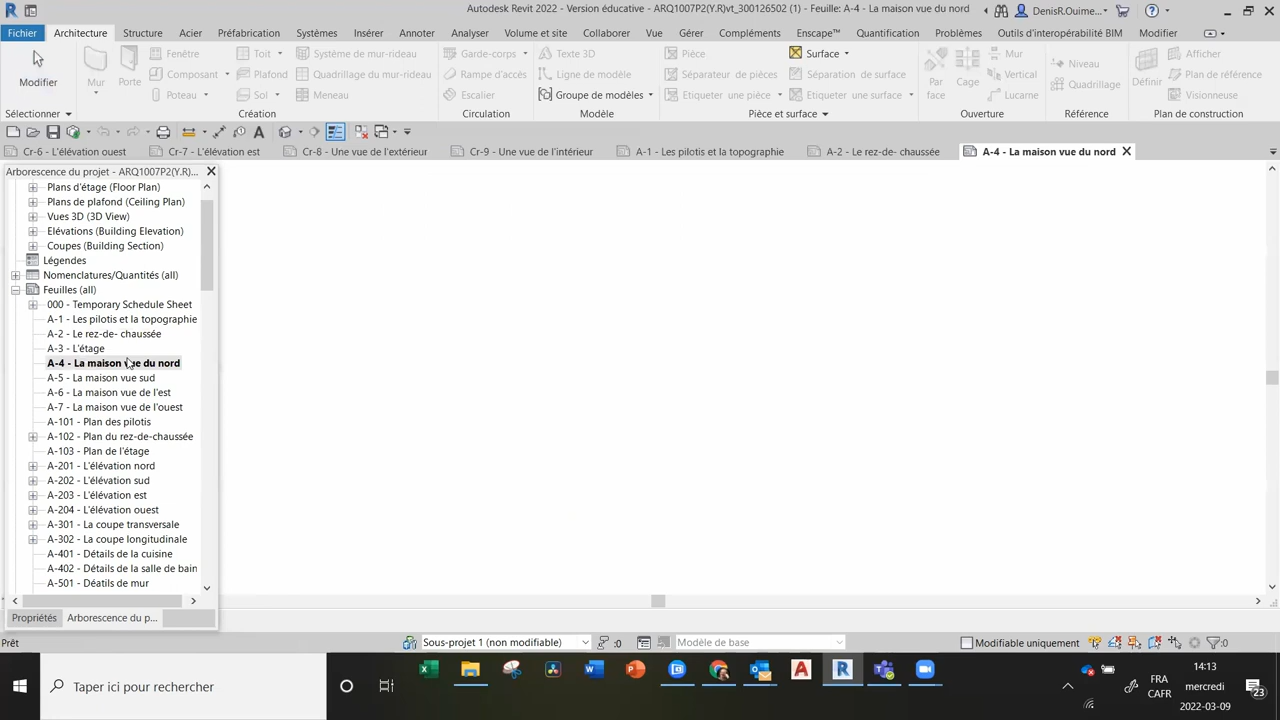 Autodesk Revit 2022 - Version éducative - ARQ1007P2(Y.R)vt_300126502 (1) - Feuille: A-4 - La maison vue du nord
DenisR.Ouime...
Fichier Architecture Structure Acier Préfabrication Systèmes Insérer Annoter Analyser Volume et site Collaborer Vue Gérer Compléments Enscape™ Quantification Problèmes Outils d'interopérabilité BIM Modifier
Fenêtre Toit Système de mur-rideau Garde-corps Texte 3D Pièce Surface Mur Afficher
Niveau
Composant Plafond Quadrillage du mur-rideau Rampe d'accès Ligne de modèle Séparateur de pièces Séparation de surface Vertical Plan de référence
Modifier Mur Porte Par face Cage Définir
Quadrillage
Poteau Sol Meneau Escalier Groupe de modèles Etiqueter une pièce Etiqueter une surface Lucarne Visionneuse
Sélectionner Création Circulation Modèle Pièce et surface Ouverture Référence Plan de construction
Cr-6 - L'élévation ouest Cr-7 - L'élévation est Cr-8 - Une vue de l'extérieur Cr-9 - Une vue de l'intérieur A-1 - Les pilotis et la topographie A-2 - Le rez-de- chaussée A-4 - La maison vue du nord
Arborescence du projet - ARQ1007P2(Y.R)...
Plans d'étage (Floor Plan)
Plans de plafond (Ceiling Plan)
Vues 3D (3D View)
Elévations (Building Elevation)
Coupes (Building Section)
Légendes
Nomenclatures/Quantités (all)
Feuilles (all)
000 - Temporary Schedule Sheet
A-1 - Les pilotis et la topographie
A-2 - Le rez-de- chaussée
A-3 - L'étage
A-4 - La maison vue du nord
A-5 - La maison vue sud
A-6 - La maison vue de l'est
A-7 - La maison vue de l'ouest
A-101 - Plan des pilotis
A-102 - Plan du rez-de-chaussée
A-103 - Plan de l'étage
A-201 - L'élévation nord
A-202 - L'élévation sud
A-203 - L'élévation est
A-204 - L'élévation ouest
A-301 - La coupe transversale
A-302 - La coupe longitudinale
A-401 - Détails de la cuisine
A-402 - Détails de la salle de bain
A-501 - Déatils de mur
Propriétés Arborescence du p...
Prêt Sous-projet 1 (non modifiable) :0 Modèle de base Modifiable uniquement :0
Taper ici pour rechercher
FRA
CAFR
14:13
mercredi
2022-03-09
23